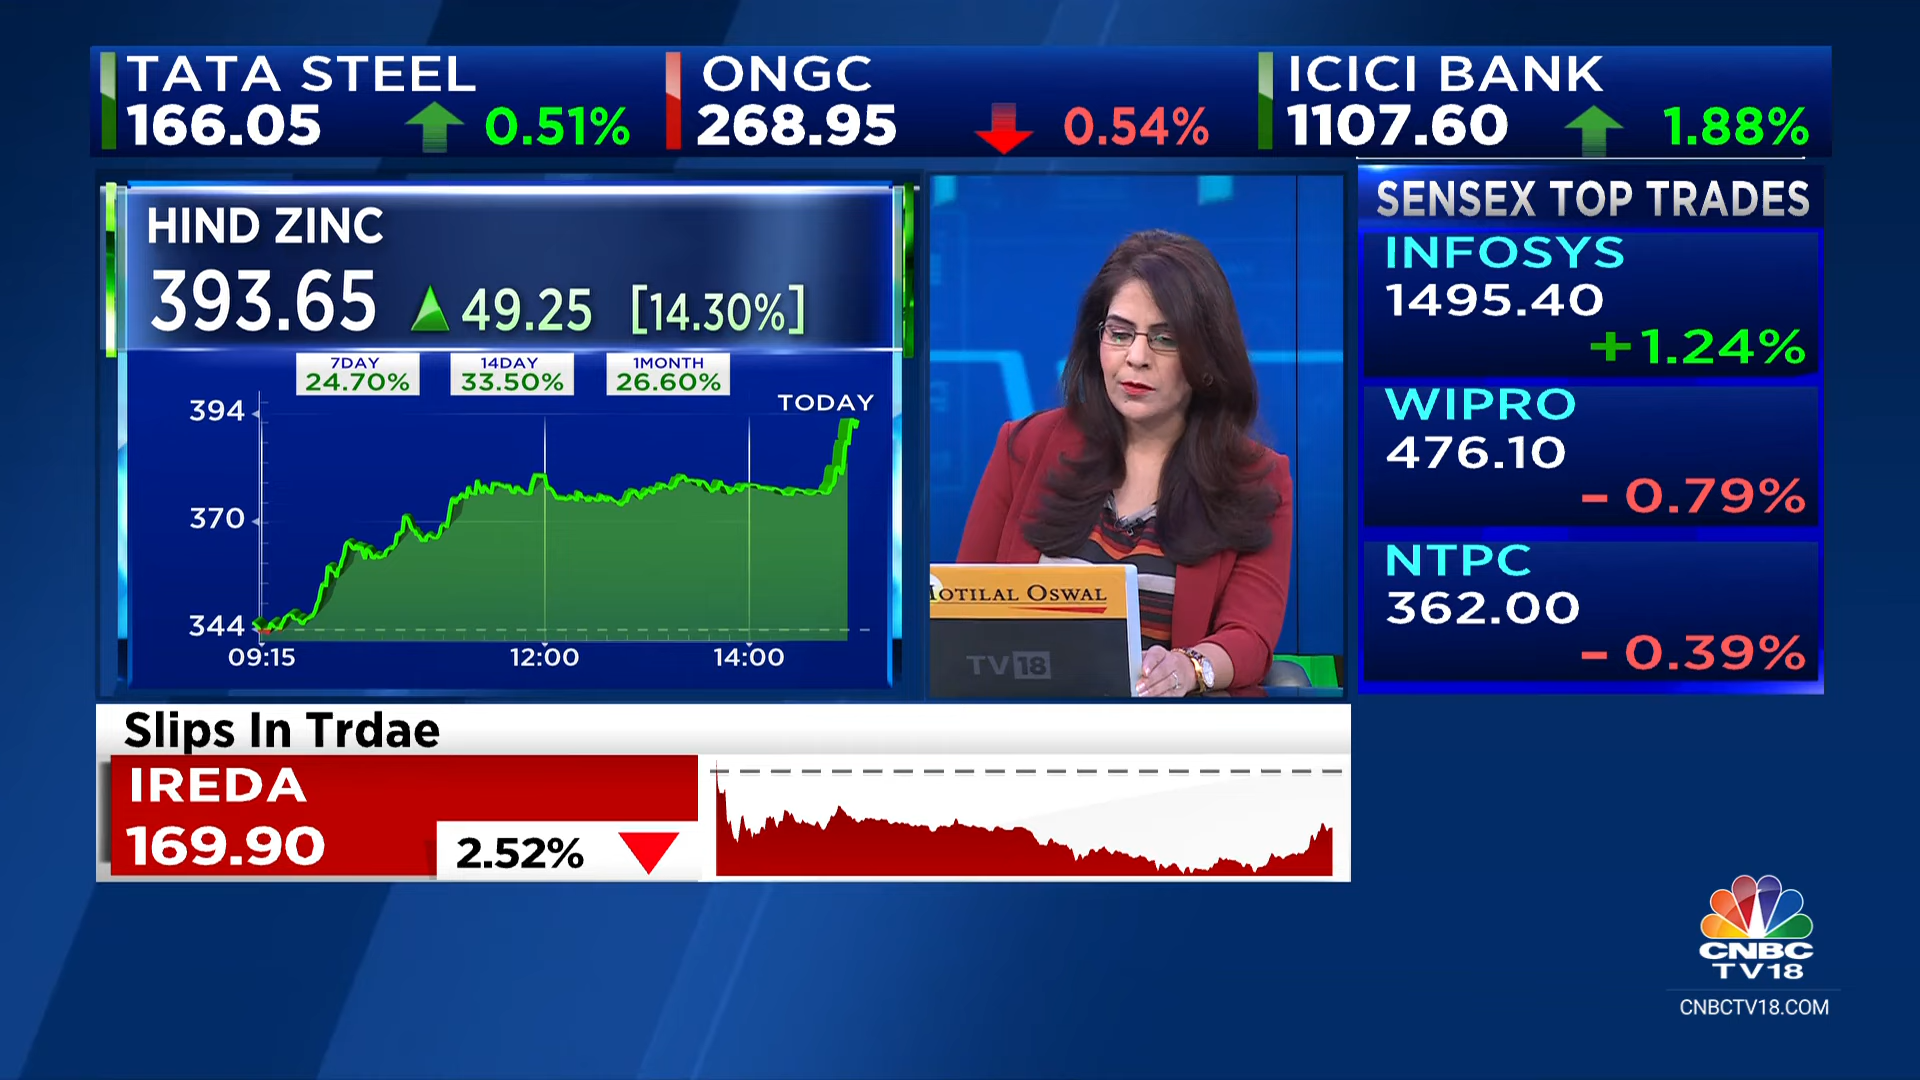 TATA STEEL
166.05 0.51%
ONGC
268.95 0.54%
ICICI BANK
1107.60 1.88%
HIND ZINC
393.65 49.25 [14.30%]
7DAY
24.70%
14DAY
33.50%
1MONTH
26.60%
TODAY
394
370
344
09:15 12:00 14:00
MOTILAL OSWAL
TV18
SENSEX TOP TRADES
INFOSYS
1495.40
+1.24%
WIPRO
476.10
- 0.79%
NTPC
362.00
- 0.39%
Slips In Trdae
IREDA
169.90
2.52%
CNBC
TV18
CNBCTV18.COM